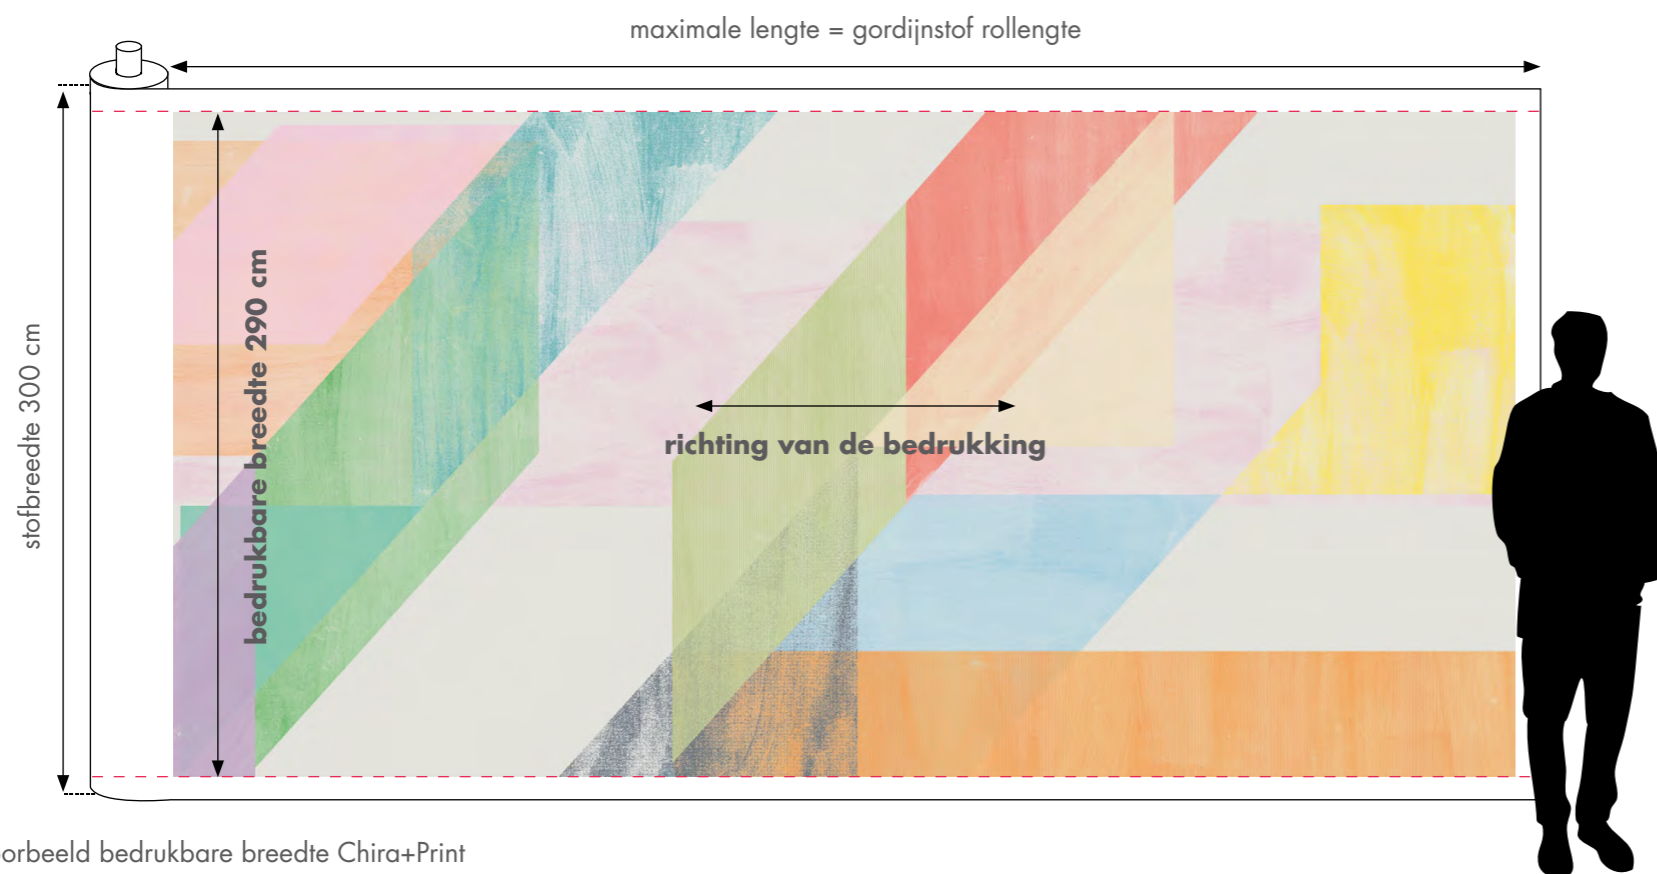 maximale lengte = gordijnstof rollengte
stofbreedte 300 cm
bedrukbare breedte 290 cm
richting van de bedrukking
orbeeld bedrukbare breedte Chira+Print